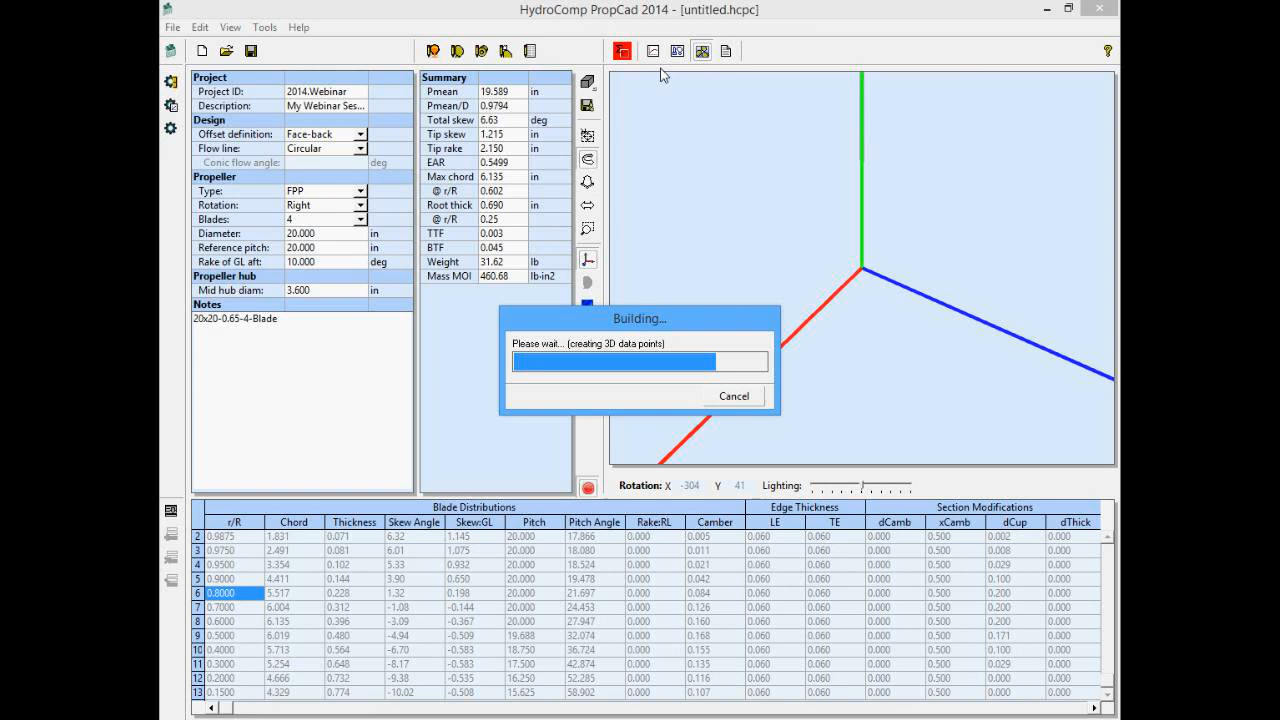 HydroComp PropCad 2014 - [untitled.hcpc]
File Edit View Tools Help
Project
Project ID: 2014.Webinar
Description: My Webinar Ses...
Design
Offset definition: Face-back
Flow line: Circular
Conic flow angle: deg
Propeller
Type: FPP
Rotation: Right
Blades: 4
Diameter: 20.000 in
Reference pitch: 20.000 in
Rake of GL aft: 10.000 deg
Propeller hub
Mid hub diam: 3.600 in
Notes
20x20-0.65-4-Blade
Summary
Pmean 19.589 in
Pmean/D 0.9794
Total skew 6.63 deg
Tip skew 1.215 in
Tip rake 2.150 in
EAR 0.5499
Max chord 6.135 in
@ r/R 0.602
Root thick 0.690 in
@ r/R 0.25
TTF 0.003
BTF 0.045
Weight 31.62 lb
Mass MOI 460.68 lb-in2
Building...
Please wait... (creating 3D data points)
Cancel
Rotation: X -304 Y 41 Lighting:
Blade Distributions Edge Thickness Section Modifications
r/R Chord Thickness Skew Angle Skew:GL Pitch Pitch Angle Rake:RL Camber LE TE dCamb xCamb dCup dThick
2 0.9875 1.831 0.071 6.32 1.145 20.000 17.866 0.000 0.005 0.060 0.060 0.000 0.500 0.002 0.000
3 0.9750 2.491 0.081 6.01 1.075 20.000 18.080 0.000 0.011 0.060 0.060 0.000 0.500 0.008 0.000
4 0.9500 3.354 0.102 5.33 0.932 20.000 18.524 0.000 0.021 0.060 0.060 0.000 0.500 0.029 0.000
5 0.9000 4.411 0.144 3.90 0.650 20.000 19.478 0.000 0.042 0.060 0.060 0.000 0.500 0.100 0.000
6 0.8000 5.517 0.228 1.32 0.198 20.000 21.697 0.000 0.084 0.060 0.060 0.000 0.500 0.200 0.000
7 0.7000 6.004 0.312 -1.08 -0.144 20.000 24.453 0.000 0.126 0.060 0.060 0.000 0.500 0.200 0.000
8 0.6000 6.135 0.396 -3.09 -0.367 20.000 27.947 0.000 0.160 0.060 0.060 0.000 0.500 0.200 0.000
9 0.5000 6.019 0.480 -4.94 -0.509 19.688 32.074 0.000 0.168 0.060 0.060 0.000 0.500 0.171 0.000
10 0.4000 5.713 0.564 -6.70 -0.583 18.750 36.724 0.000 0.155 0.060 0.060 0.000 0.500 0.100 0.000
11 0.3000 5.254 0.648 -8.17 -0.583 17.500 42.874 0.000 0.135 0.060 0.060 0.000 0.500 0.029 0.000
12 0.2000 4.666 0.732 -9.38 -0.535 16.250 52.285 0.000 0.116 0.060 0.060 0.000 0.500 0.000 0.000
13 0.1500 4.329 0.774 -10.02 -0.508 15.625 58.902 0.000 0.107 0.060 0.060 0.000 0.500 0.000 0.000